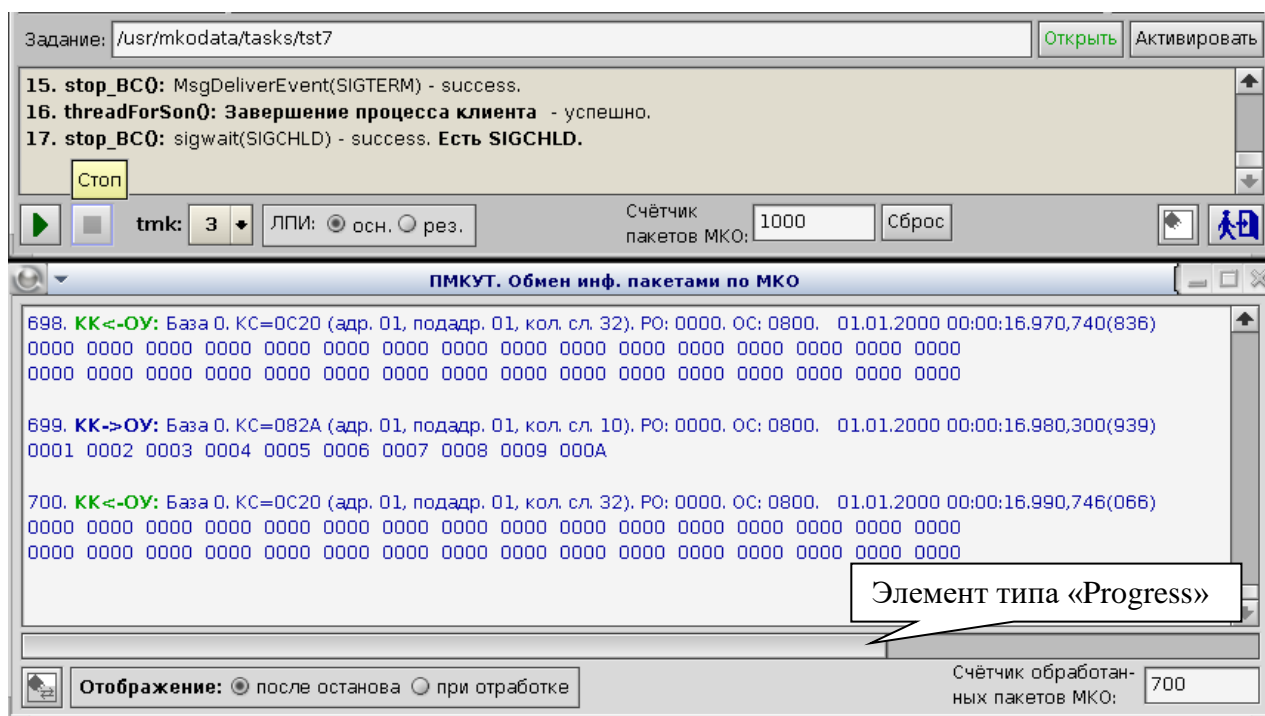 Задание: /usr/mkodata/tasks/tst7 Открыть Активировать
15. stop_BC(): MsgDeliverEvent(SIGTERM) - success.
16. threadForSon(): Завершение процесса клиента - успешно.
17. stop_BC(): sigwait(SIGCHLD) - success. Есть SIGCHLD.
Стоп
tmk: 3 ЛПИ: осн. рез. Счётчик пакетов МКО: 1000 Сброс
ПМКУТ. Обмен инф. пакетами по МКО
698. КК<-ОУ: База 0. КС=0C20 (адр. 01, подадр. 01, кол. сл. 32). РО: 0000. ОС: 0800. 01.01.2000 00:00:16.970,740(836)
0000 0000 0000 0000 0000 0000 0000 0000 0000 0000 0000 0000 0000 0000 0000 0000
0000 0000 0000 0000 0000 0000 0000 0000 0000 0000 0000 0000 0000 0000 0000 0000
699. КК->ОУ: База 0. КС=082A (адр. 01, подадр. 01, кол. сл. 10). РО: 0000. ОС: 0800. 01.01.2000 00:00:16.980,300(939)
0001 0002 0003 0004 0005 0006 0007 0008 0009 000A
700. КК<-ОУ: База 0. КС=0C20 (адр. 01, подадр. 01, кол. сл. 32). РО: 0000. ОС: 0800. 01.01.2000 00:00:16.990,746(066)
0000 0000 0000 0000 0000 0000 0000 0000 0000 0000 0000 0000 0000 0000 0000 0000
0000 0000 0000 0000 0000 0000 0000 0000 0000 0000 0000 0000 0000 0000 0000 0000
Элемент типа «Progress»
Отображение: после останова при отработке
Счётчик обработан-
ных пакетов МКО: 700